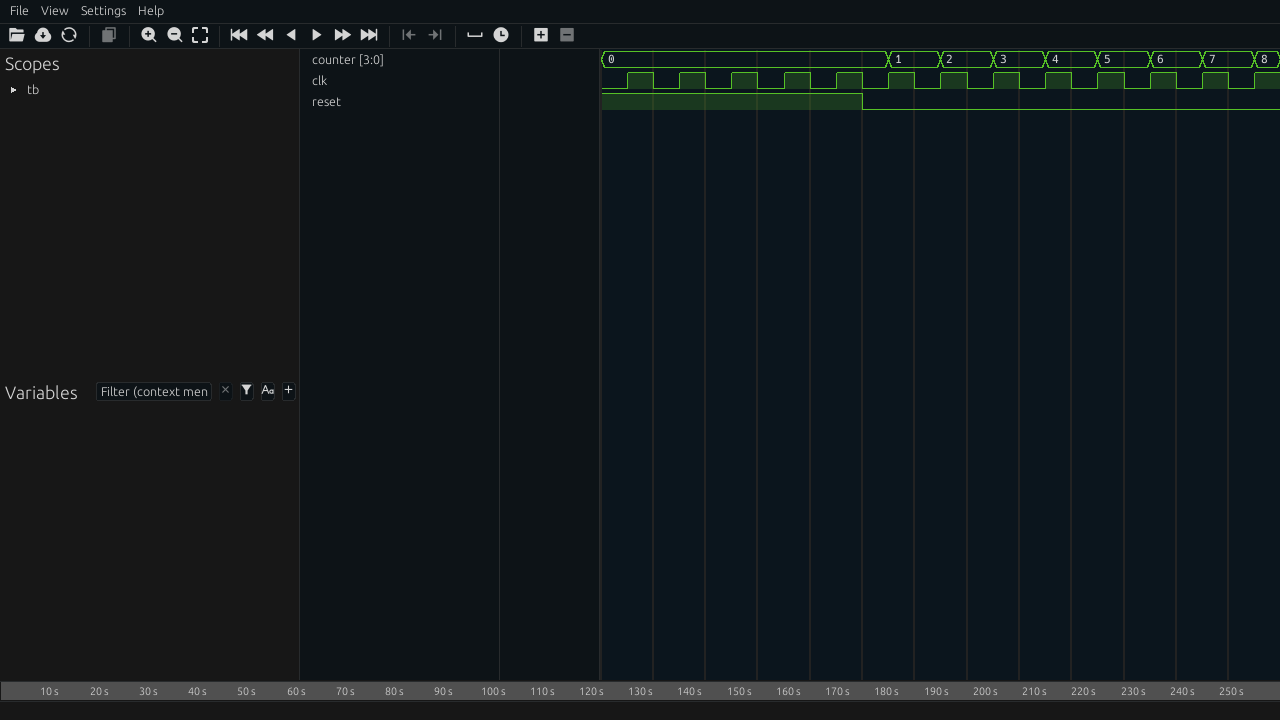 File View Settings Help
Scopes
tb
counter [3:0]
clk
reset
0 1 2 3 4 5 6 7 8
Variables Filter (context men × Aa +
10 s 20 s 30 s 40 s 50 s 60 s 70 s 80 s 90 s 100 s 110 s 120 s 130 s 140 s 150 s 160 s 170 s 180 s 190 s 200 s 210 s 220 s 230 s 240 s 250 s